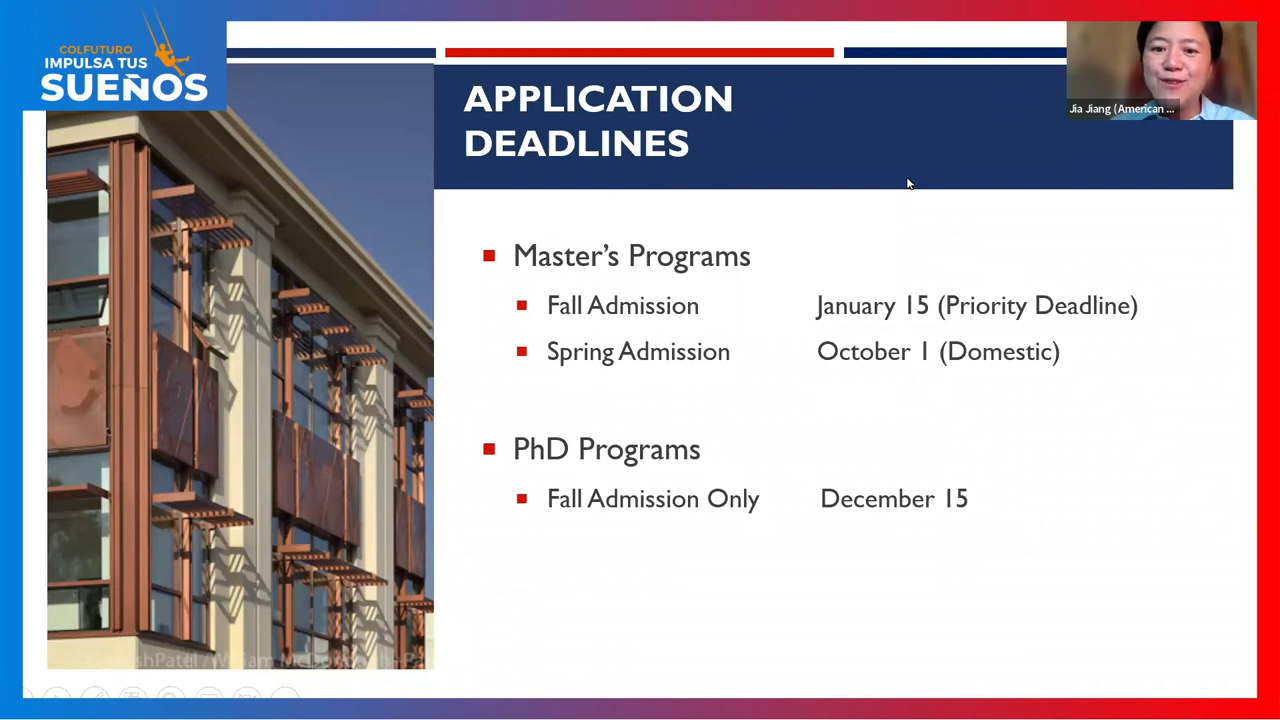 COLFUTURO
IMPULSA TUS
SUEÑOS
Jia Jiang (American ...
APPLICATION
DEADLINES
Master's Programs
Fall Admission January 15 (Priority Deadline)
Spring Admission October 1 (Domestic)
PhD Programs
Fall Admission Only December 15